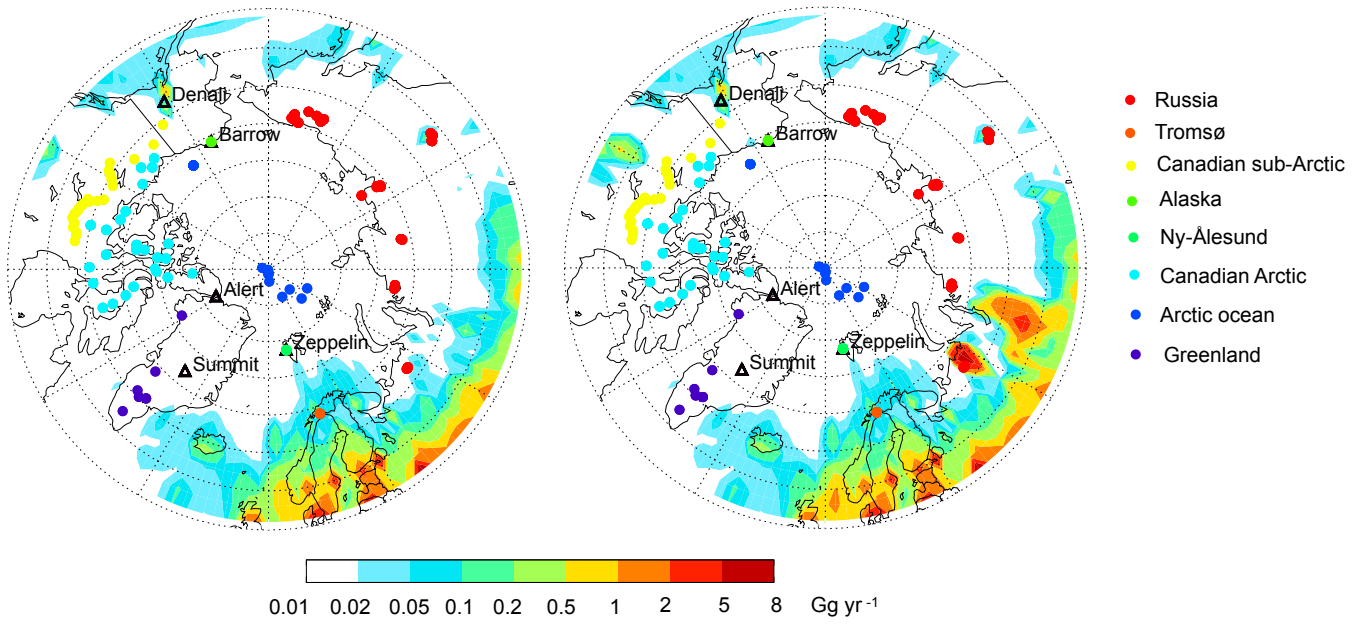 Denali
Barrow
Alert
Zeppelin
Summit
Denali
Barrow
Alert
Zeppelin
Summit
Russia
Tromsø
Canadian sub-Arctic
Alaska
Ny-Ålesund
Canadian Arctic
Arctic ocean
Greenland
0.01 0.02 0.05 0.1 0.2 0.5 1 2 5 8 Gg yr -1